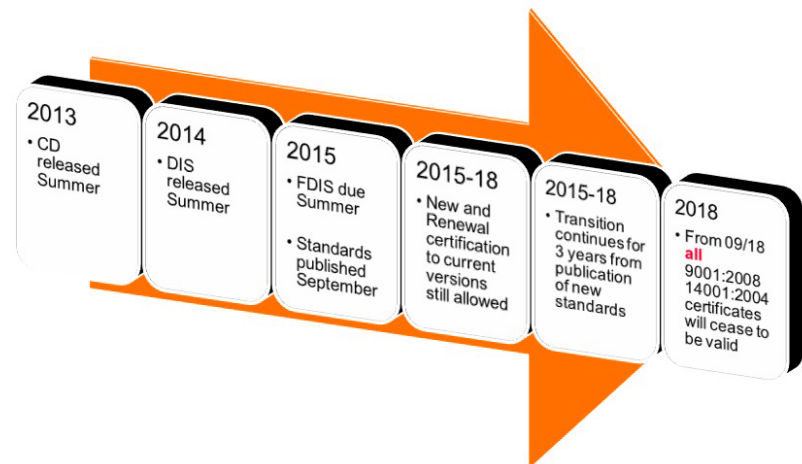 2013
• CD
released
Summer
2014
• DIS
released
Summer
2015
• FDIS due
Summer
• Standards
published
September
2015-18
• New and
Renewal
certification
to current
versions
still allowed
2015-18
• Transition
continues for
3 years from
publication
of new
standards
2018
• From 09/18
all
9001:2008
14001:2004
certificates
will cease to
be valid